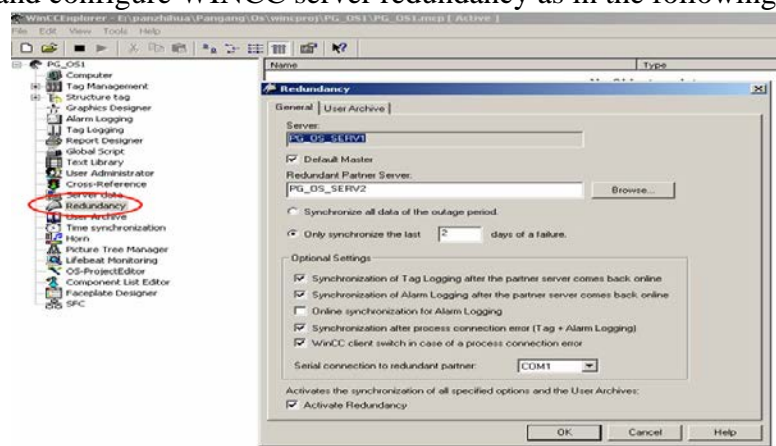 and configure WINCC server redundancy as in the following
WinCCExplorer - E:\panzhihua\Pangang\Os\wincproj\PG_OS1\PG_OS1.mcp [ Active ]
File Edit View Tools Help
PG_OS1
Computer
Tag Management
Structure tag
Graphics Designer
Alarm Logging
Tag Logging
Report Designer
Global Script
Text Library
User Administrator
Cross-Reference
Server data
Redundancy
User Archive
Time synchronization
Horn
Picture Tree Manager
Lifebeat Monitoring
OS-ProjectEditor
Component List Editor
Faceplate Designer
SFC
Name Type
Redundancy
General User Archive
Server:
PG_OS_SERV1
Default Master
Redundant Partner Server:
PG_OS_SERV2 Browse...
Synchronize all data of the outage period.
Only synchronize the last 2 days of a failure.
Optional Settings
Synchronization of Tag Logging after the partner server comes back online
Synchronization of Alarm Logging after the partner server comes back online
Online synchronization for Alarm Logging
Synchronization after process connection error (Tag + Alarm Logging)
WinCC client switch in case of a process connection error
Serial connection to redundant partner: COM1
Activates the synchronization of all specified options and the User Archives:
Activate Redundancy
OK Cancel Help